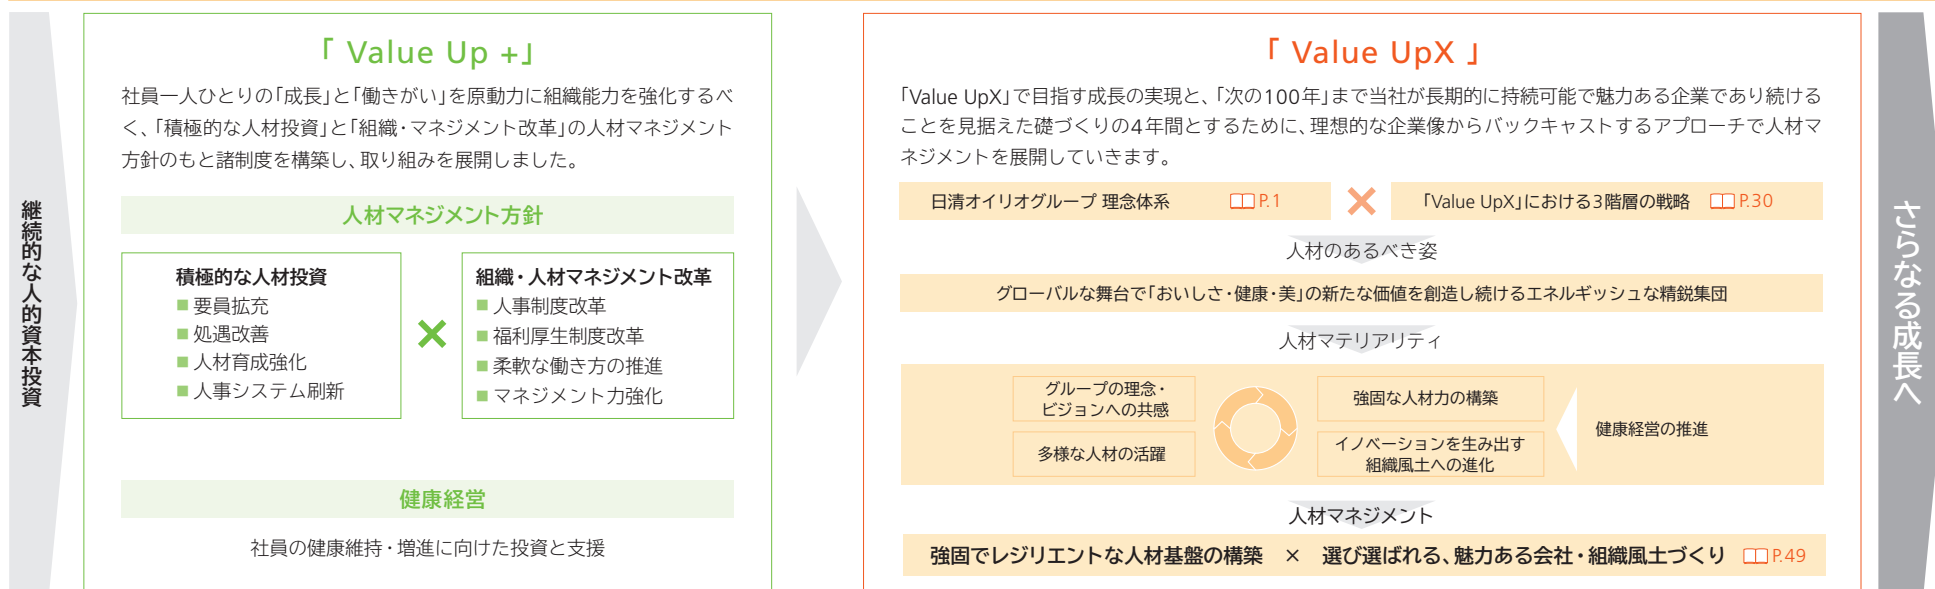 継続的な人的資本投資
「 Value Up +」
社員一人ひとりの「成長」と「働きがい」を原動力に組織能力を強化するべ
く、「積極的な人材投資」と「組織・マネジメント改革」の人材マネジメント
方針のもと諸制度を構築し、取り組みを展開しました。
人材マネジメント方針
積極的な人材投資
■ 要員拡充
■ 処遇改善
■ 人材育成強化
■ 人事システム刷新
×
組織・人材マネジメント改革
■ 人事制度改革
■ 福利厚生制度改革
■ 柔軟な働き方の推進
■ マネジメント力強化
健康経営
社員の健康維持・増進に向けた投資と支援
「 Value UpX 」
「Value UpX」で目指す成長の実現と、「次の100年」まで当社が長期的に持続可能で魅力ある企業であり続ける
ことを見据えた礎づくりの4年間とするために、理想的な企業像からバックキャストするアプローチで人材マ
ネジメントを展開していきます。
日清オイリオグループ 理念体系 P.1
×
「Value UpX」における3階層の戦略 P.30
人材のあるべき姿
グローバルな舞台で「おいしさ・健康・美」の新たな価値を創造し続けるエネルギッシュな精鋭集団
人材マテリアリティ
グループの理念・
ビジョンへの共感
多様な人材の活躍
強固な人材力の構築
イノベーションを生み出す
組織風土への進化
健康経営の推進
人材マネジメント
強固でレジリエントな人材基盤の構築 × 選び選ばれる、魅力ある会社・組織風土づくり P.49
さらなる成長へ